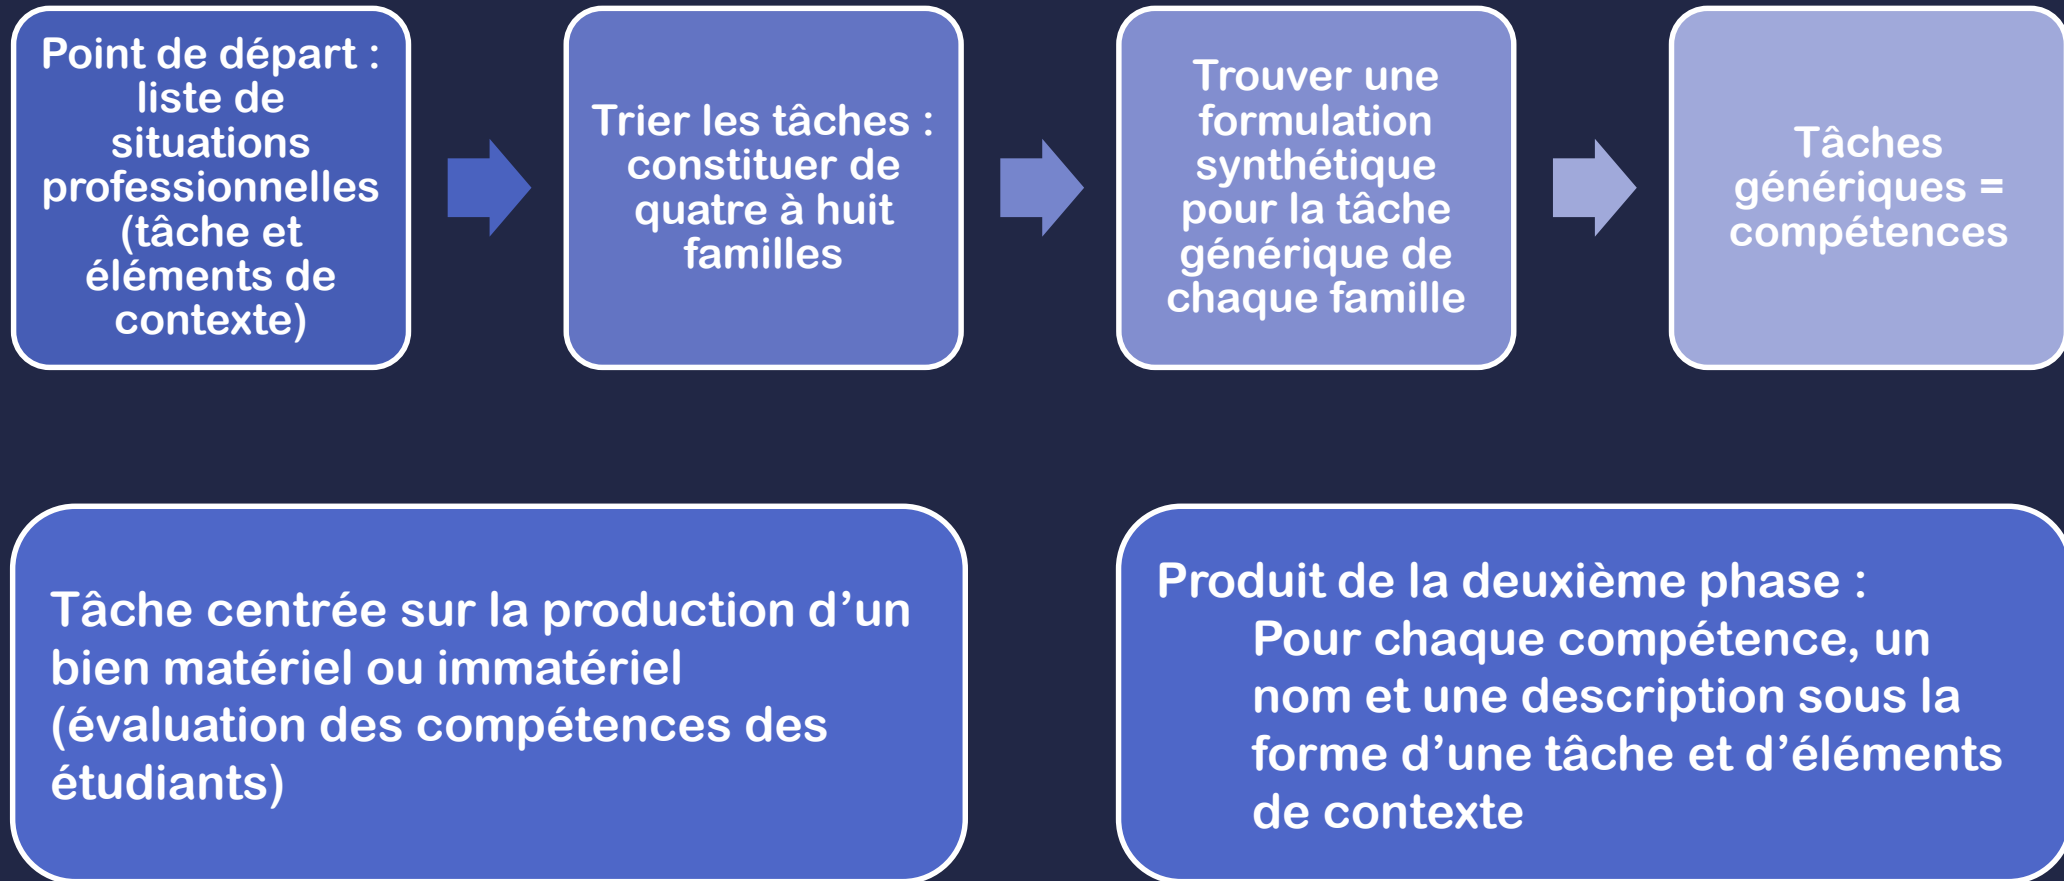 Point de départ :
liste de
situations
professionnelles
(tâche et
éléments de
contexte)
Trier les tâches :
constituer de
quatre à huit
familles
Trouver une
formulation
synthétique
pour la tâche
générique de
chaque famille
Tâches
génériques =
compétences
Tâche centrée sur la production d’un
bien matériel ou immatériel
(évaluation des compétences des
étudiants)
Produit de la deuxième phase :
Pour chaque compétence, un
nom et une description sous la
forme d’une tâche et d’éléments
de contexte